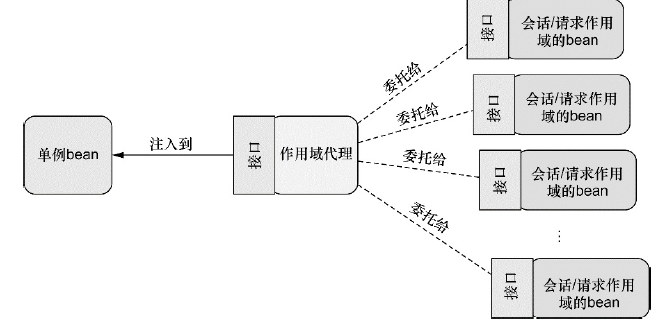 单例bean
注入到
接口
作用域代理
委托给
接口
会话/请求作用
域的bean
委托给
接口
会话/请求作用
域的bean
委托给
接口
会话/请求作用
域的bean
…
委托给
接口
会话/请求作用
域的bean